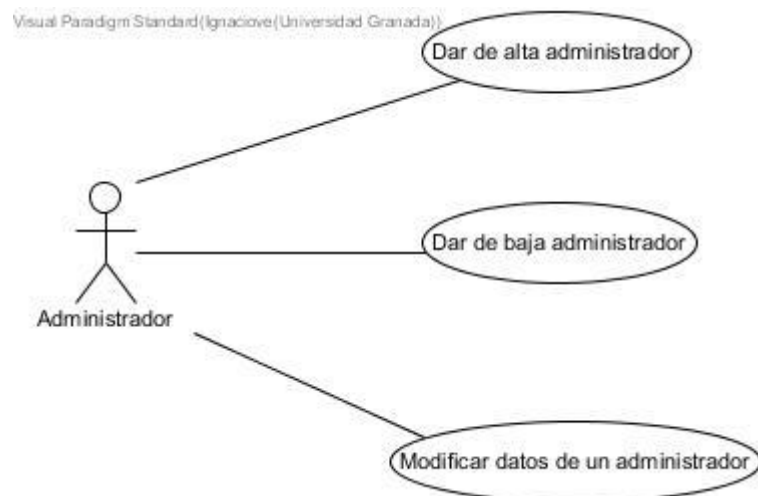 Visual Paradigm Standard(Ignaciove(Universidad Granada))
Dar de alta administrador
Dar de baja administrador
Administrador
Modificar datos de un administrador